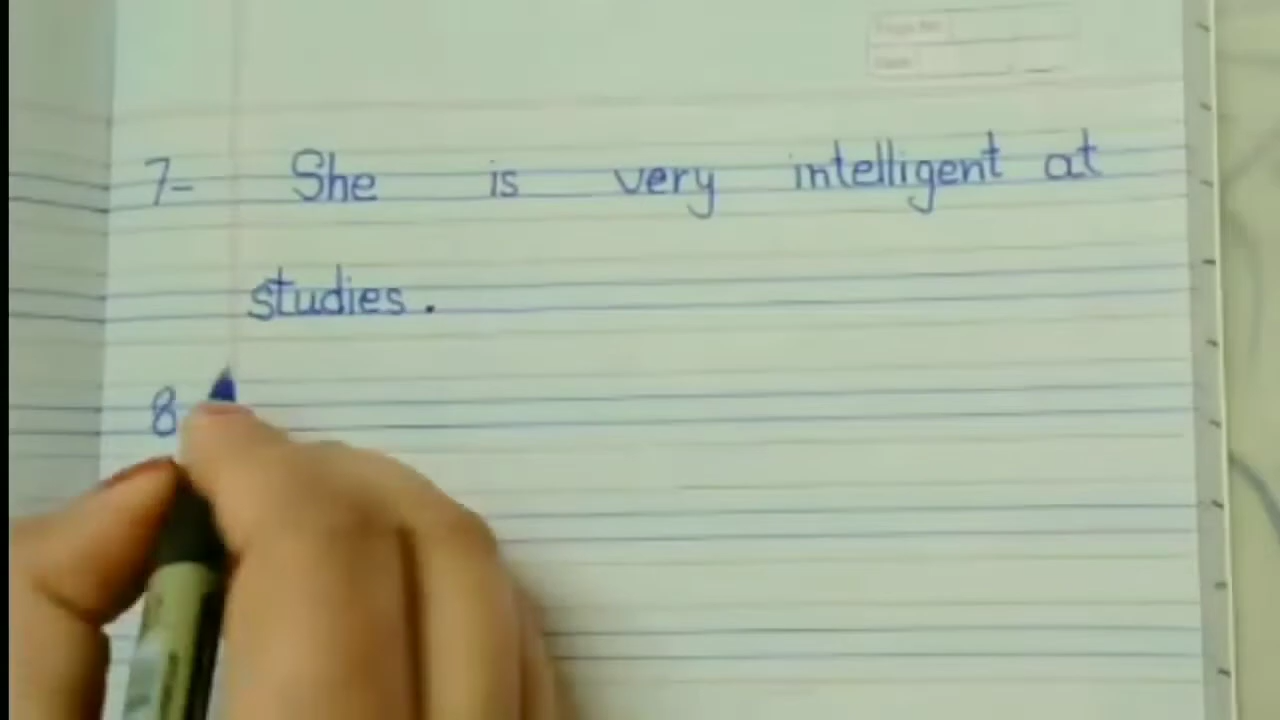 7- She is very intelligent at
studies.
8